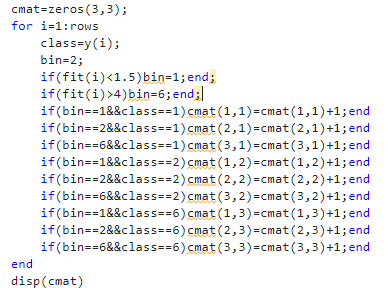 cmat=zeros(3,3);
for i=1:rows
    class=y(i);
    bin=2;
    if(fit(i)<1.5)bin=1;end;
    if(fit(i)>4)bin=6;end;
    if(bin==1&&class==1)cmat(1,1)=cmat(1,1)+1;end
    if(bin==2&&class==1)cmat(2,1)=cmat(2,1)+1;end
    if(bin==6&&class==1)cmat(3,1)=cmat(3,1)+1;end
    if(bin==1&&class==2)cmat(1,2)=cmat(1,2)+1;end
    if(bin==2&&class==2)cmat(2,2)=cmat(2,2)+1;end
    if(bin==6&&class==2)cmat(3,2)=cmat(3,2)+1;end
    if(bin==1&&class==6)cmat(1,3)=cmat(1,3)+1;end
    if(bin==2&&class==6)cmat(2,3)=cmat(2,3)+1;end
    if(bin==6&&class==6)cmat(3,3)=cmat(3,3)+1;end
end
disp(cmat)